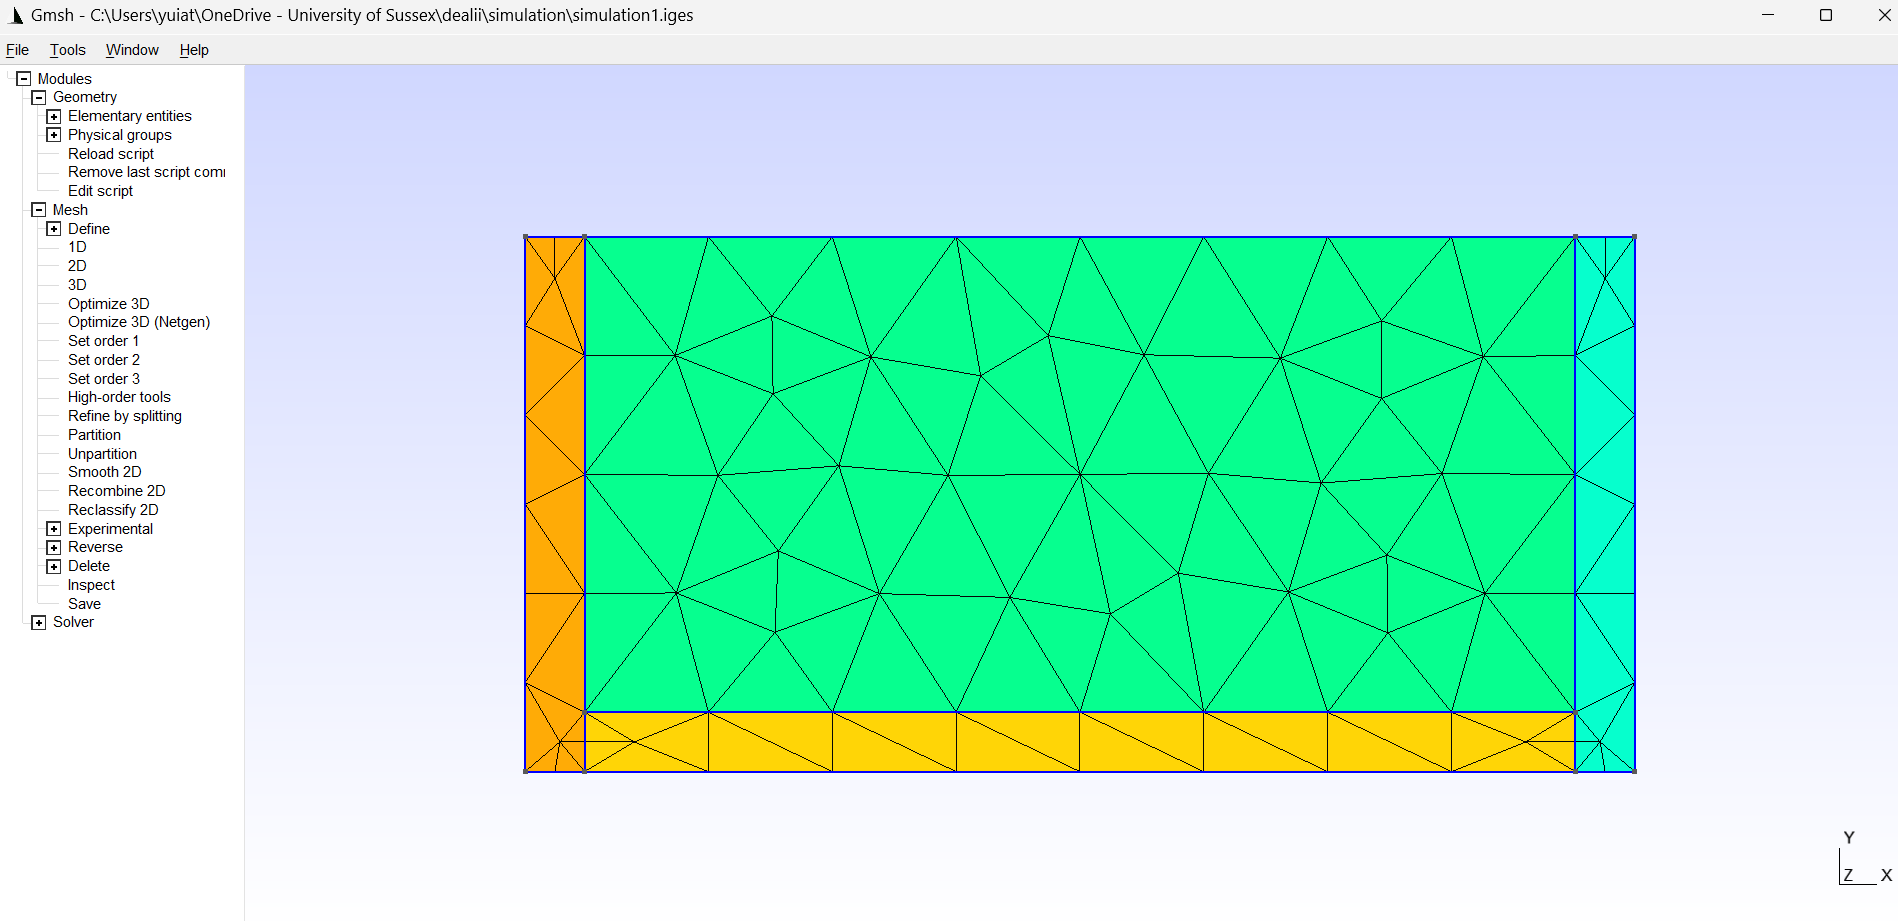 Gmsh - C:\Users\yuiat\OneDrive - University of Sussex\dealii\simulation\simulation1.iges
File Tools Window Help
Modules
Geometry
Elementary entities
Physical groups
Reload script
Remove last script com
Edit script
Mesh
Define
1D
2D
3D
Optimize 3D
Optimize 3D (Netgen)
Set order 1
Set order 2
Set order 3
High-order tools
Refine by splitting
Partition
Unpartition
Smooth 2D
Recombine 2D
Reclassify 2D
Experimental
Reverse
Delete
Inspect
Save
Solver
Y
Z X